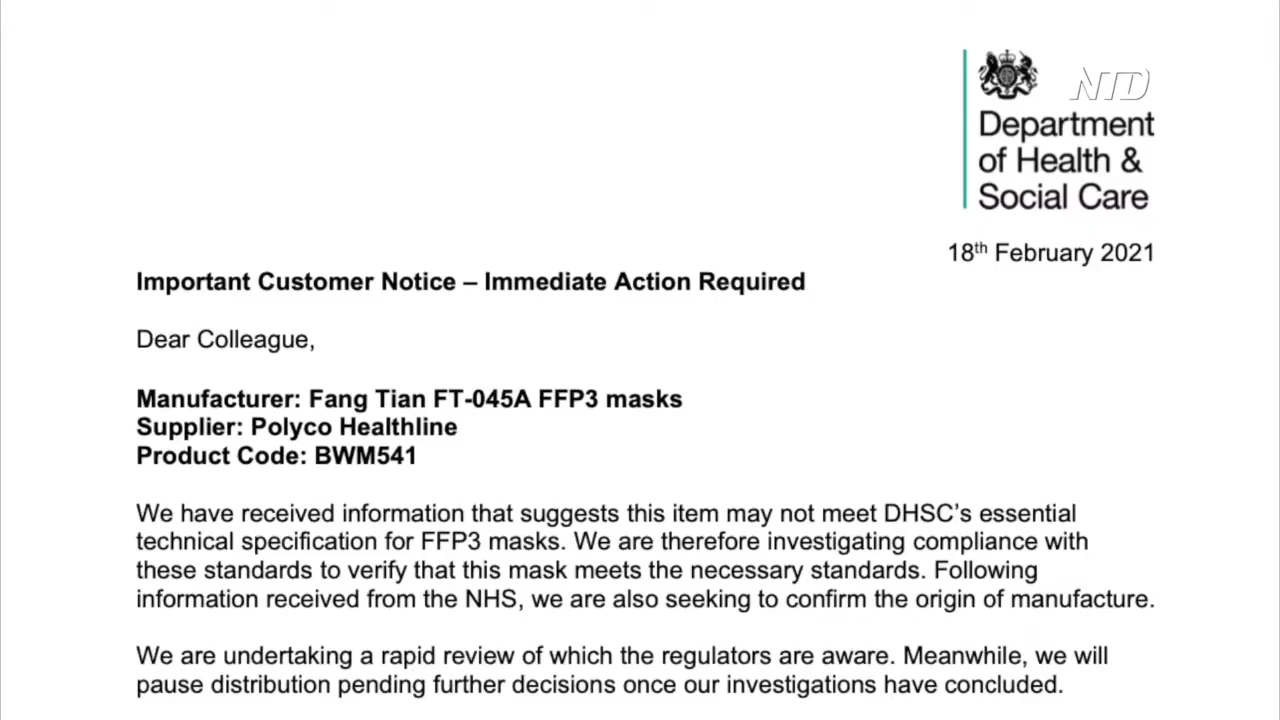 NTD
Department
of Health &
Social Care
18th February 2021
Important Customer Notice – Immediate Action Required
Dear Colleague,
Manufacturer: Fang Tian FT-045A FFP3 masks
Supplier: Polyco Healthline
Product Code: BWM541
We have received information that suggests this item may not meet DHSC’s essential
technical specification for FFP3 masks. We are therefore investigating compliance with
these standards to verify that this mask meets the necessary standards. Following
information received from the NHS, we are also seeking to confirm the origin of manufacture.
We are undertaking a rapid review of which the regulators are aware. Meanwhile, we will
pause distribution pending further decisions once our investigations have concluded.